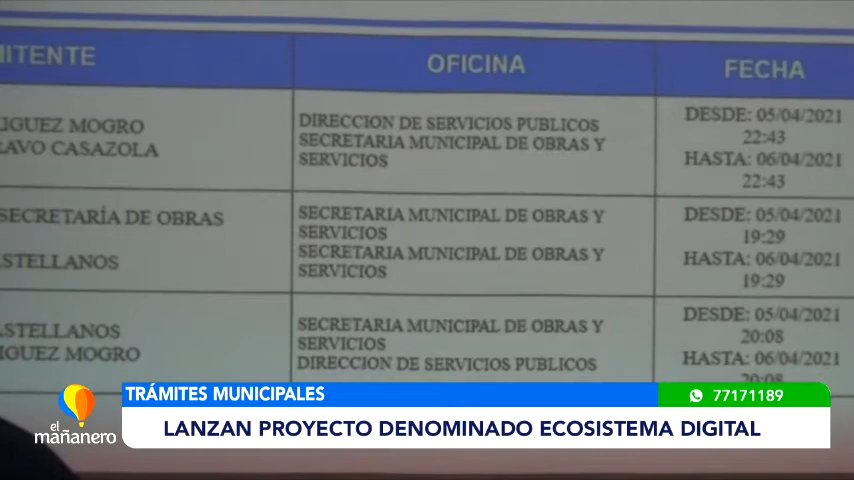 MITENTE OFICINA FECHA
IGUEZ MOGRO
RAVO CASAZOLA
DIRECCION DE SERVICIOS PUBLICOS
SECRETARIA MUNICIPAL DE OBRAS Y
SERVICIOS
DESDE: 05/04/2021
22:43
HASTA: 06/04/2021
22:43
SECRETARÍA DE OBRAS
ASTELLANOS
SECRETARIA MUNICIPAL DE OBRAS Y
SERVICIOS
SECRETARIA MUNICIPAL DE OBRAS Y
SERVICIOS
DESDE: 05/04/2021
19:29
HASTA: 06/04/2021
19:29
ASTELLANOS
IGUEZ MOGRO
SECRETARIA MUNICIPAL DE OBRAS Y
SERVICIOS
DIRECCION DE SERVICIOS PUBLICOS
DESDE: 05/04/2021
20:08
HASTA: 06/04/2021
20:08
TRÁMITES MUNICIPALES
77171189
LANZAN PROYECTO DENOMINADO ECOSISTEMA DIGITAL
el
mañanero